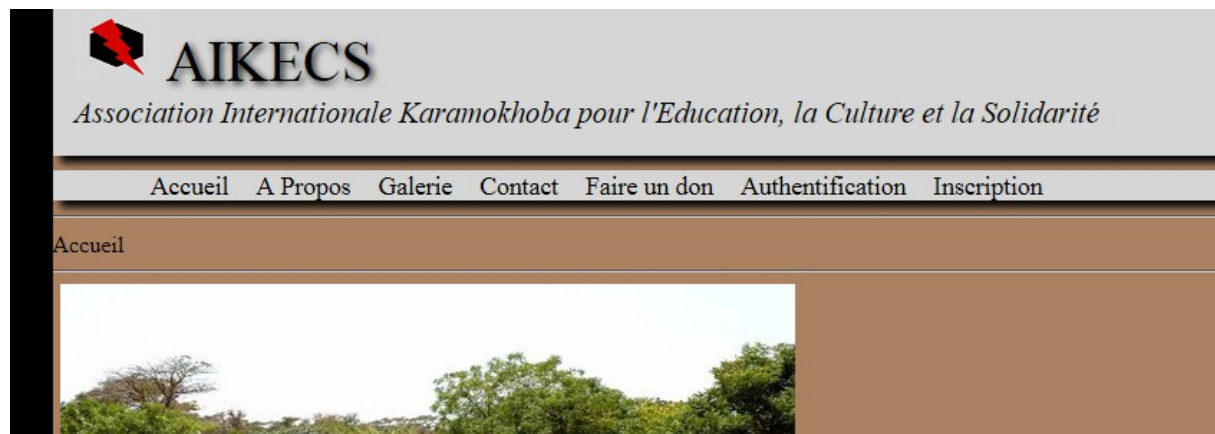 AIKECS
Association Internationale Karamokhoba pour l'Education, la Culture et la Solidarité
Accueil A Propos Galerie Contact Faire un don Authentification Inscription
Accueil